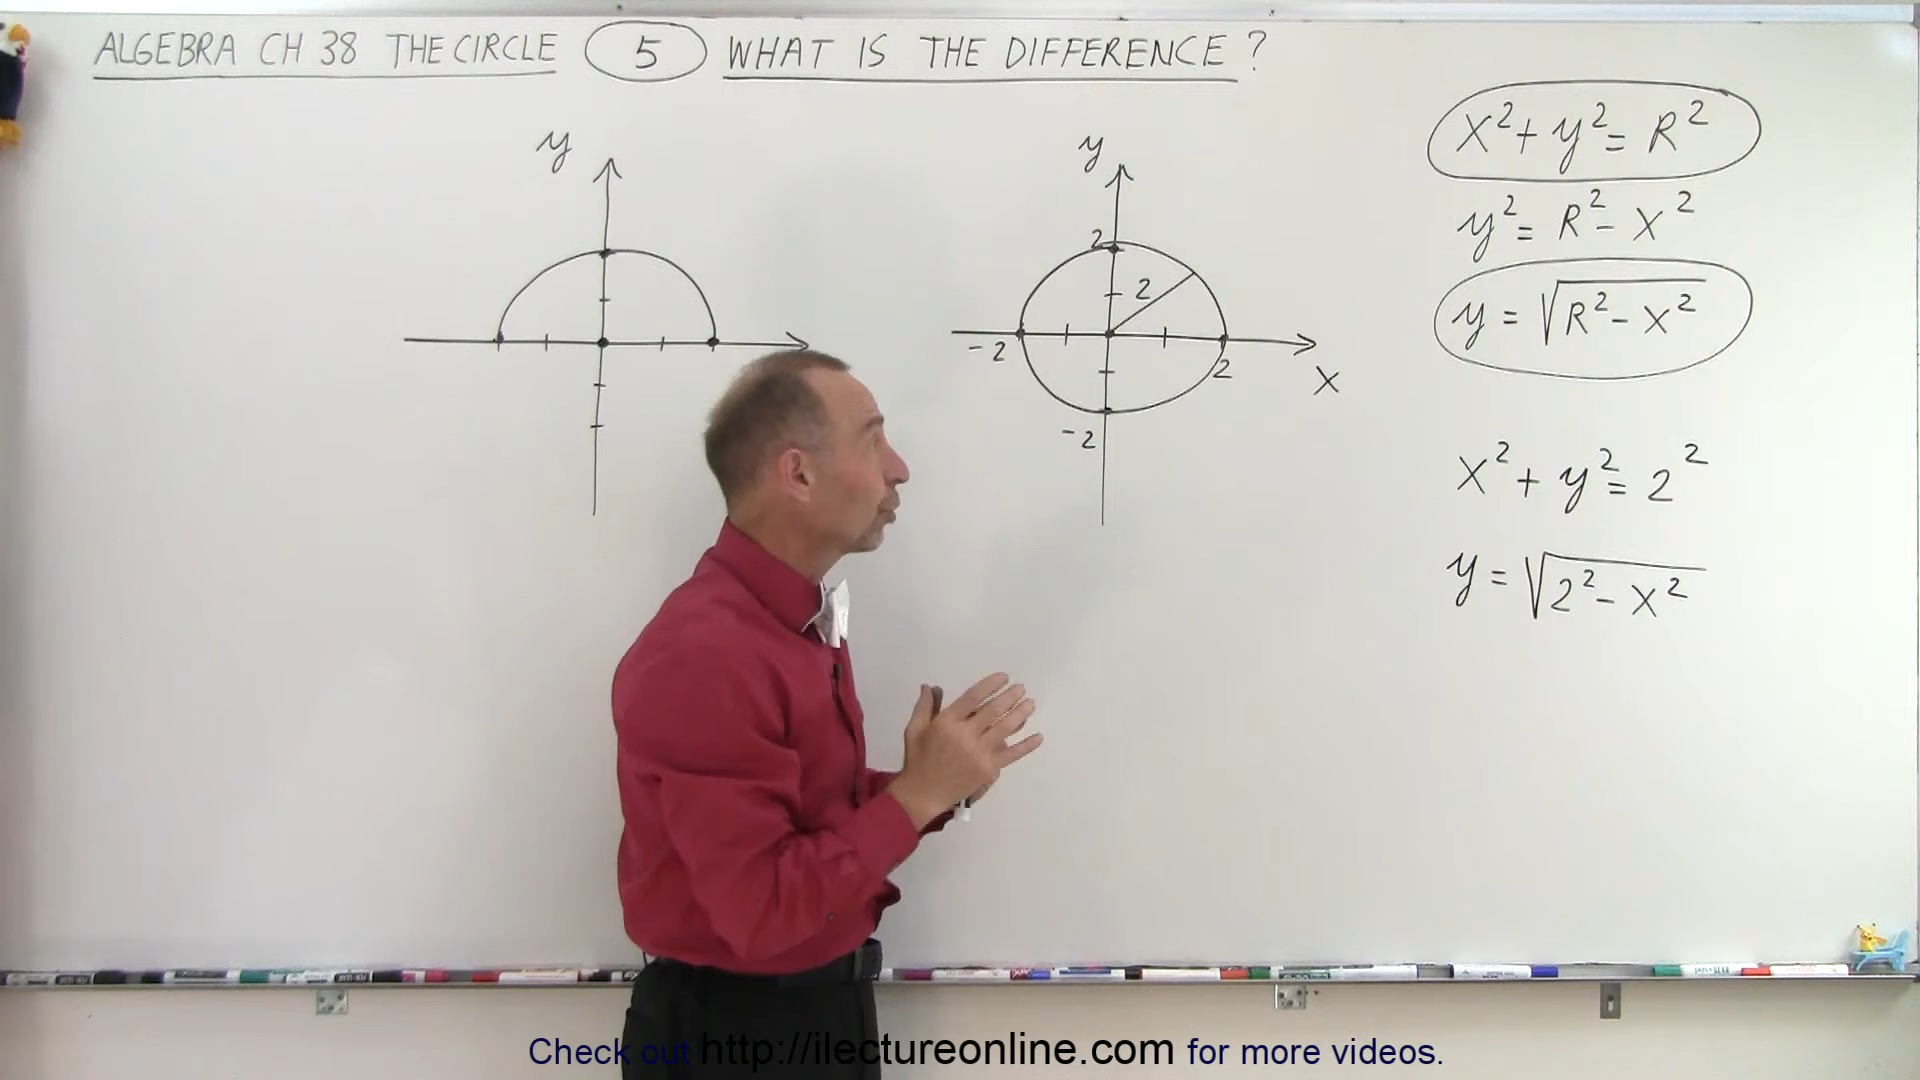 ALGEBRA CH 38 THE CIRCLE 5 WHAT IS THE DIFFERENCE?
y
y
2
2
-2
2
x
-2
x² + y² = R²
y² = R² - x²
y = √(R² - x²)
x² + y² = 2²
y = √(2² - x²)
Check out http://ilectureonline.com for more videos.